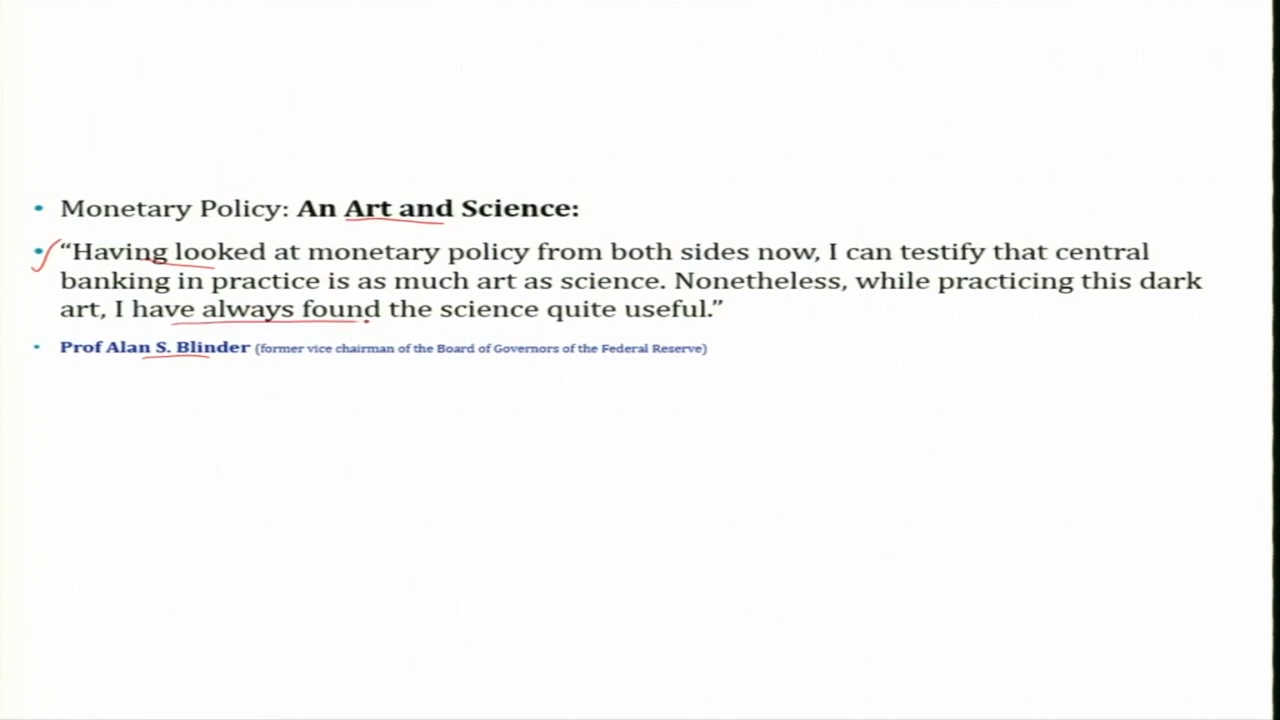 • Monetary Policy: An Art and Science:
• “Having looked at monetary policy from both sides now, I can testify that central
banking in practice is as much art as science. Nonetheless, while practicing this dark
art, I have always found the science quite useful.”
• Prof Alan S. Blinder (former vice chairman of the Board of Governors of the Federal Reserve)